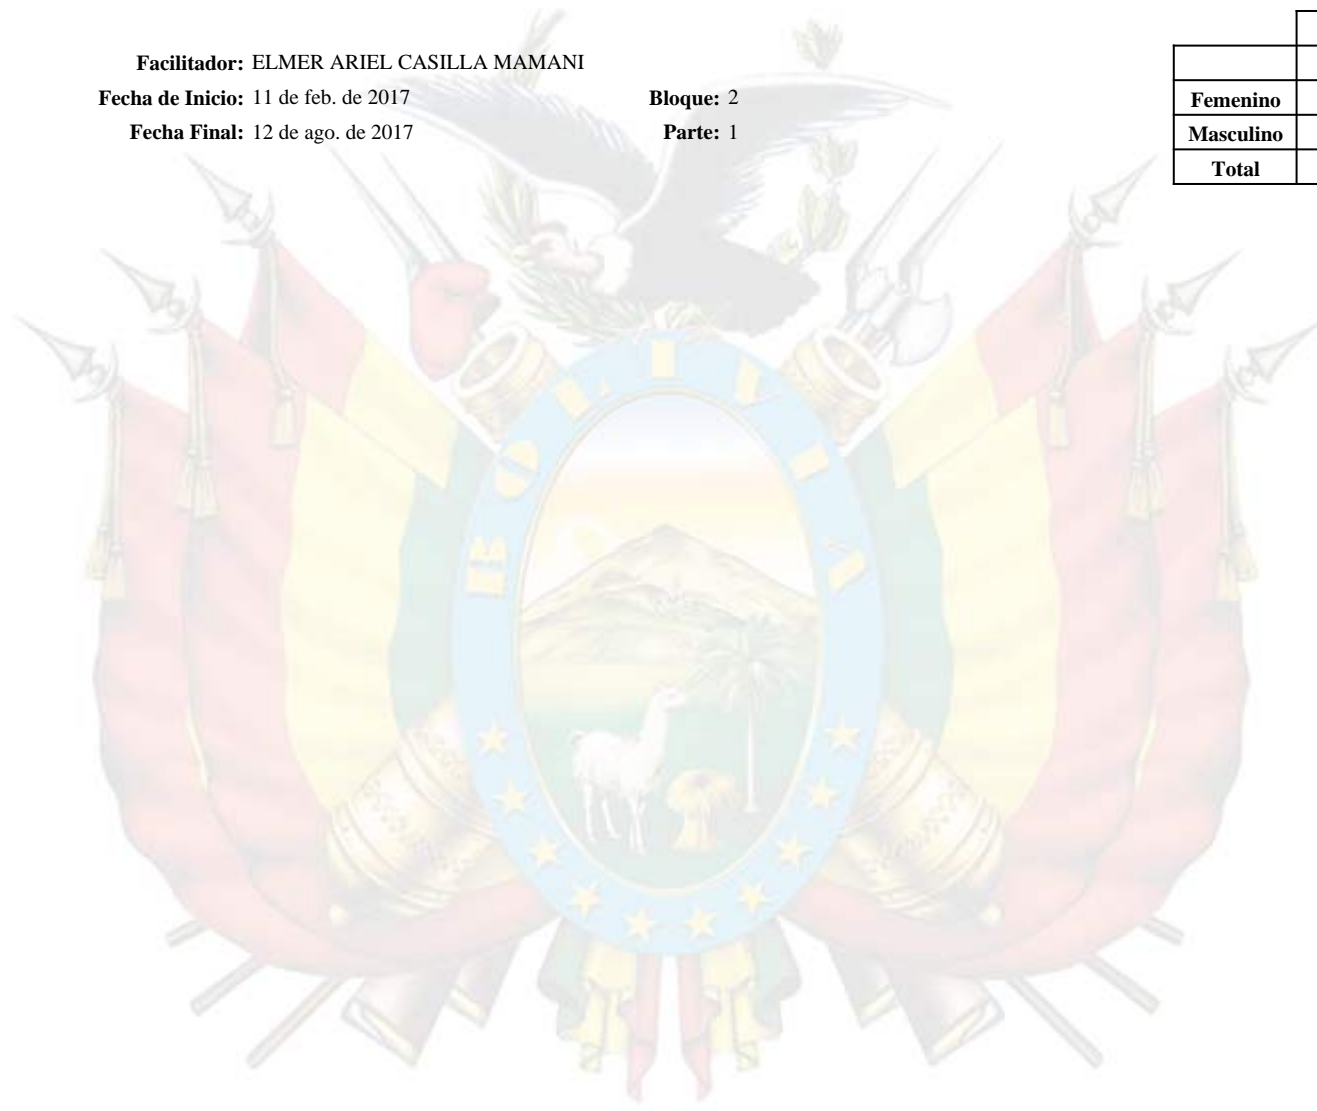 Facilitador: ELMER ARIEL CASILLA MAMANI
Fecha de Inicio: 11 de feb. de 2017 Bloque: 2
Fecha Final: 12 de ago. de 2017 Parte: 1
Femenino
Masculino
Total
BOLIVIA